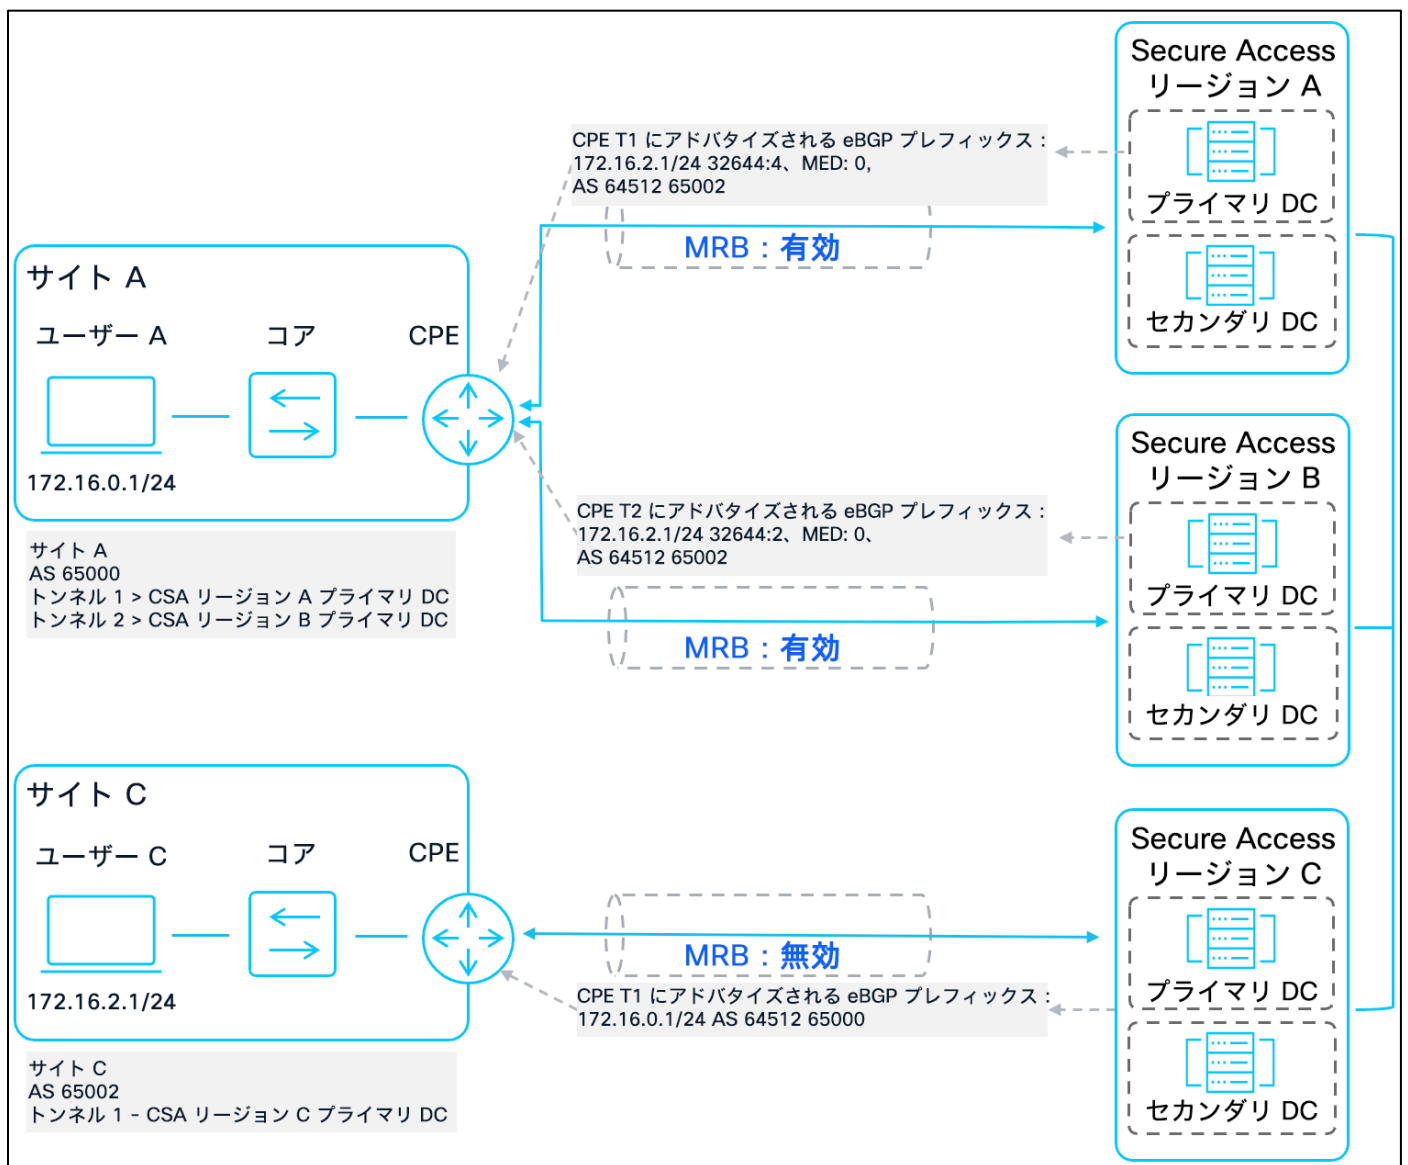 Secure Access
リージョン A
プライマリ DC
セカンダリ DC
CPE T1 にアドバタイズされる eBGP プレフィックス：
172.16.2.1/24 32644:4、MED: 0,
AS 64512 65002
MRB：有効
サイト A
ユーザー A
コア
CPE
172.16.0.1/24
サイト A
AS 65000
トンネル 1 > CSA リージョン A プライマリ DC
トンネル 2 > CSA リージョン B プライマリ DC
Secure Access
リージョン B
プライマリ DC
セカンダリ DC
CPE T2 にアドバタイズされる eBGP プレフィックス：
172.16.2.1/24 32644:2、MED: 0、
AS 64512 65002
MRB：有効
サイト C
ユーザー C
コア
CPE
172.16.2.1/24
サイト C
AS 65002
トンネル 1 - CSA リージョン C プライマリ DC
MRB：無効
CPE T1 にアドバタイズされる eBGP プレフィックス：
172.16.0.1/24 AS 64512 65000
Secure Access
リージョン C
プライマリ DC
セカンダリ DC